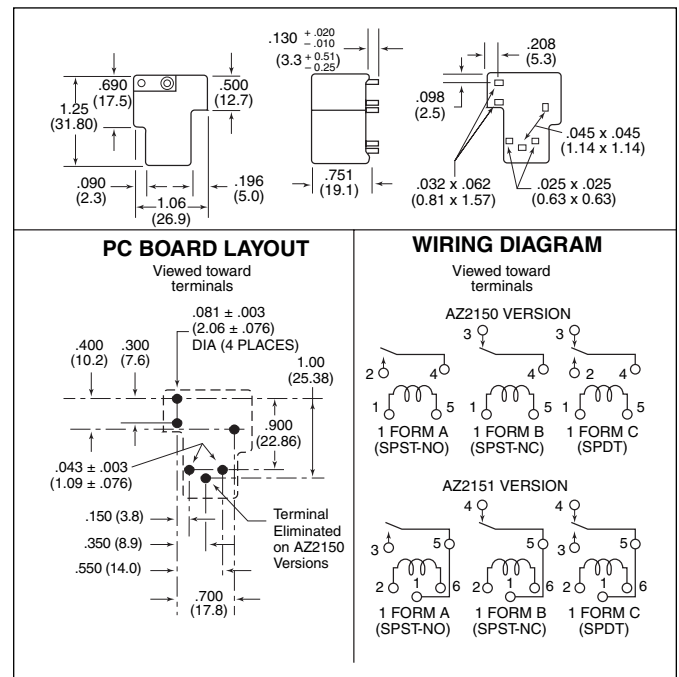 .690
(17.5)
1.25
(31.80)
.500
(12.7)
.090
(2.3)
1.06
(26.9)
.196
(5.0)
.130 + .020 - .010
(3.3 + 0.51 - 0.25)
.751
(19.1)
.208
(5.3)
.098
(2.5)
.045 x .045
(1.14 x 1.14)
.032 x .062
(0.81 x 1.57)
.025 x .025
(0.63 x 0.63)
PC BOARD LAYOUT
Viewed toward
terminals
.081 ± .003
(2.06 ± .076)
DIA (4 PLACES)
.400
(10.2)
.300
(7.6)
1.00
(25.38)
.900
(22.86)
.043 ± .003
(1.09 ± .076)
.150 (3.8)
.350 (8.9)
.550 (14.0)
.700
(17.8)
Terminal
Eliminated
on AZ2150
Versions
WIRING DIAGRAM
Viewed toward
terminals
AZ2150 VERSION
2 4
1 5
1 FORM A
(SPST-NO)
3
4
1 5
1 FORM B
(SPST-NC)
3
2 4
1 5
1 FORM C
(SPDT)
AZ2151 VERSION
3 5
2 1 6
1 FORM A
(SPST-NO)
4
5
2 1 6
1 FORM B
(SPST-NC)
4
3 5
2 1 6
1 FORM C
(SPDT)